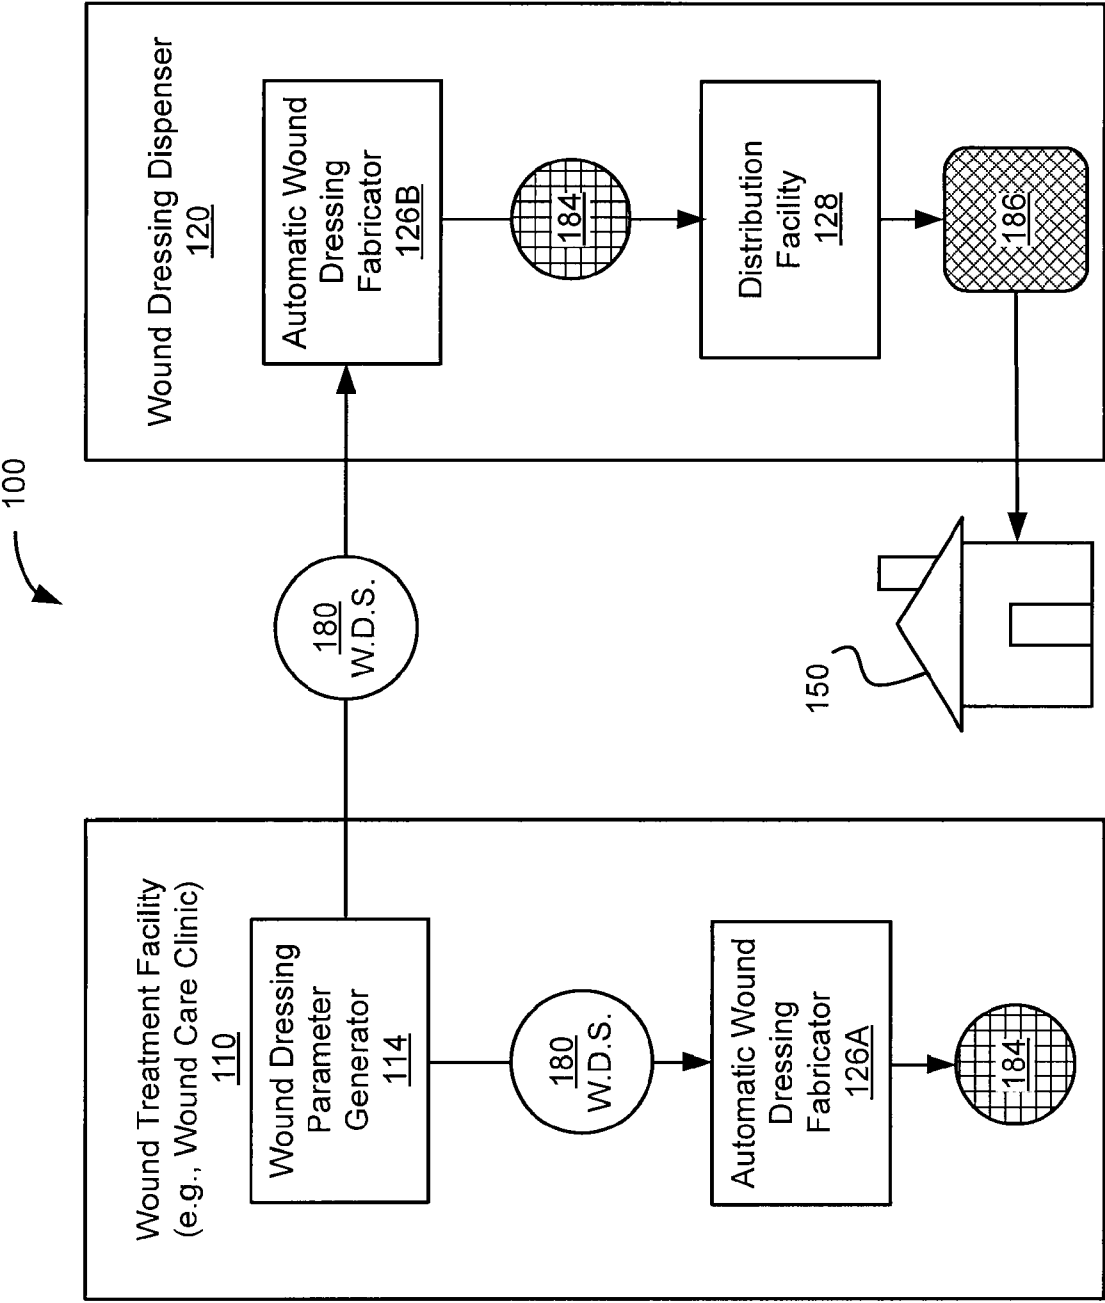 100
Wound Treatment Facility
(e.g., Wound Care Clinic)
110
Wound Dressing
Parameter
Generator
114
180
W.D.S.
Automatic Wound
Dressing
Fabricator
126A
184
180
W.D.S.
Wound Dressing Dispenser
120
Automatic Wound
Dressing
Fabricator
126B
184
Distribution
Facility
128
186
150